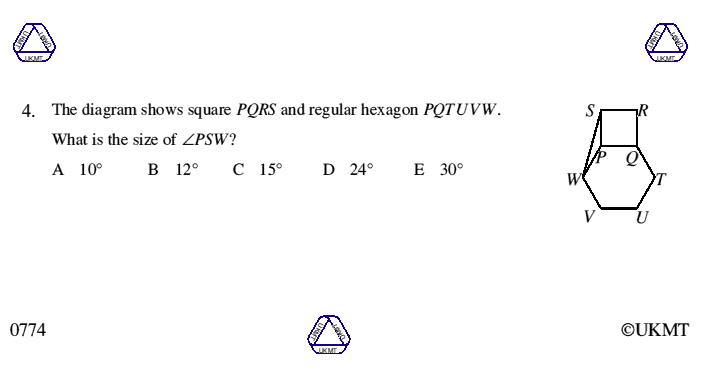 4. The diagram shows square PQRS and regular hexagon PQTUVW.
What is the size of ∠PSW?
A 10° B 12° C 15° D 24° E 30°
S R
P Q
W T
V U
UKMT
UKMT
UKMT
UKMT
UKMT
UKMT
0774
UKMT
UKMT
UKMT
©UKMT